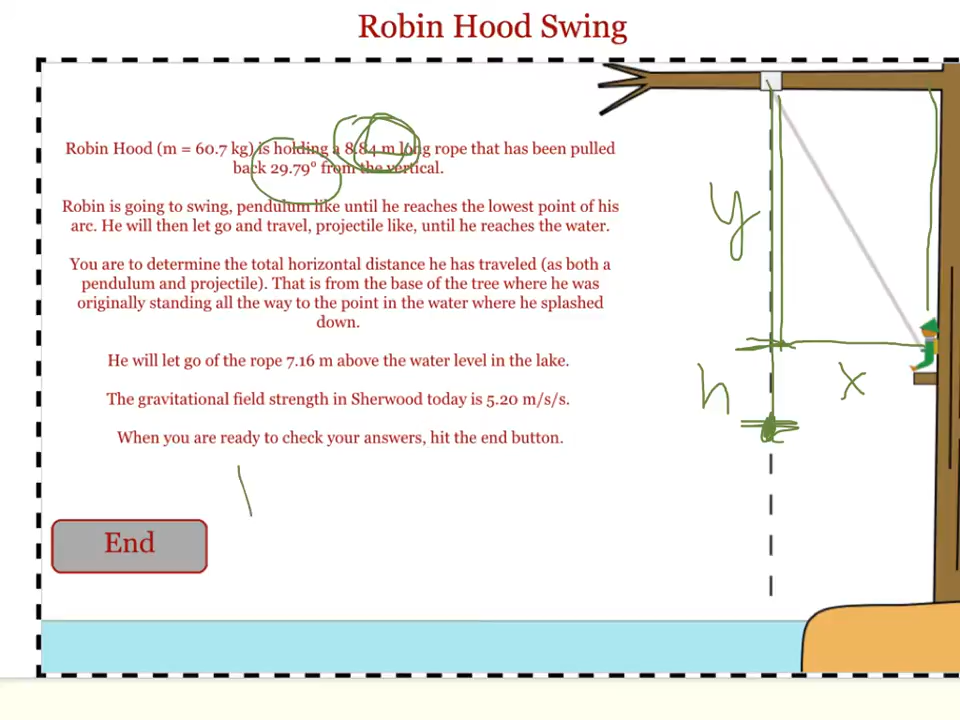 Robin Hood Swing
Robin Hood (m = 60.7 kg) is holding a 8.84 m long rope that has been pulled
back 29.79° from the vertical.
Robin is going to swing, pendulum like until he reaches the lowest point of his
arc. He will then let go and travel, projectile like, until he reaches the water.
You are to determine the total horizontal distance he has traveled (as both a
pendulum and projectile). That is from the base of the tree where he was
originally standing all the way to the point in the water where he splashed
down.
He will let go of the rope 7.16 m above the water level in the lake.
The gravitational field strength in Sherwood today is 5.20 m/s/s.
When you are ready to check your answers, hit the end button.
End
y
h
x